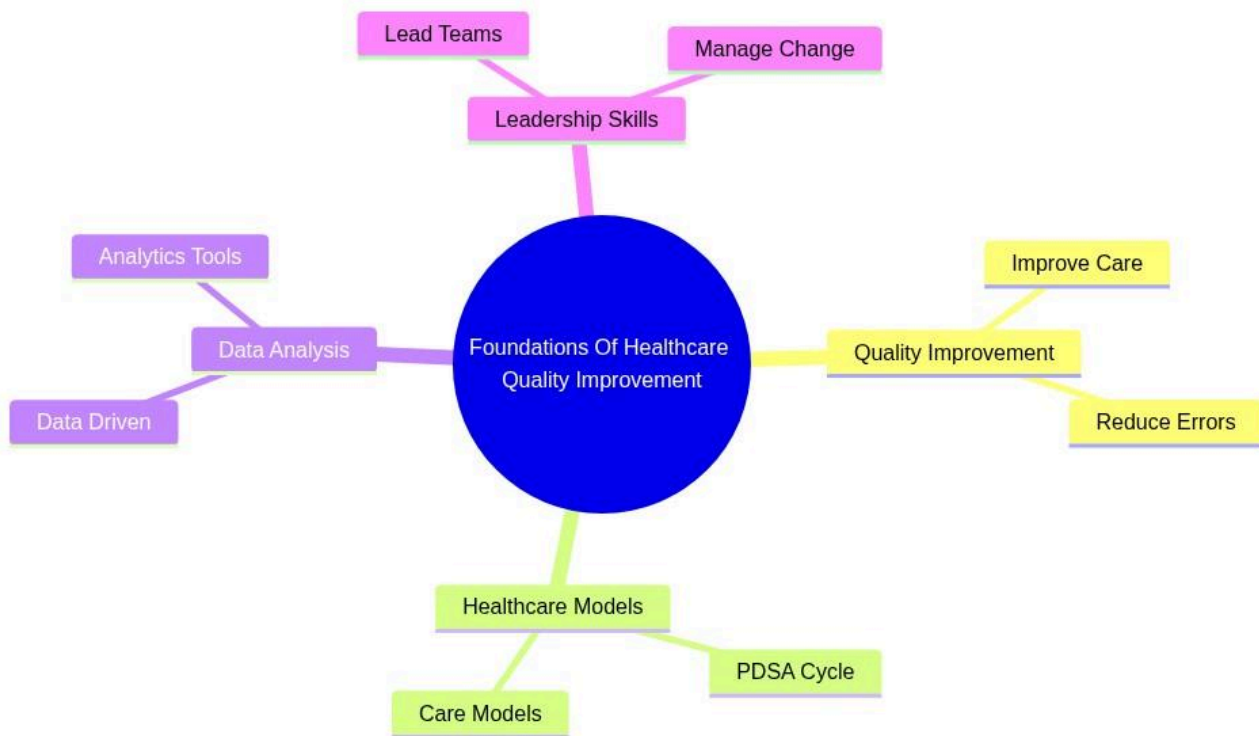 Lead Teams
Manage Change
Leadership Skills
Analytics Tools
Improve Care
Data Analysis
Foundations Of Healthcare
Quality Improvement
Quality Improvement
Data Driven
Reduce Errors
Healthcare Models
PDSA Cycle
Care Models